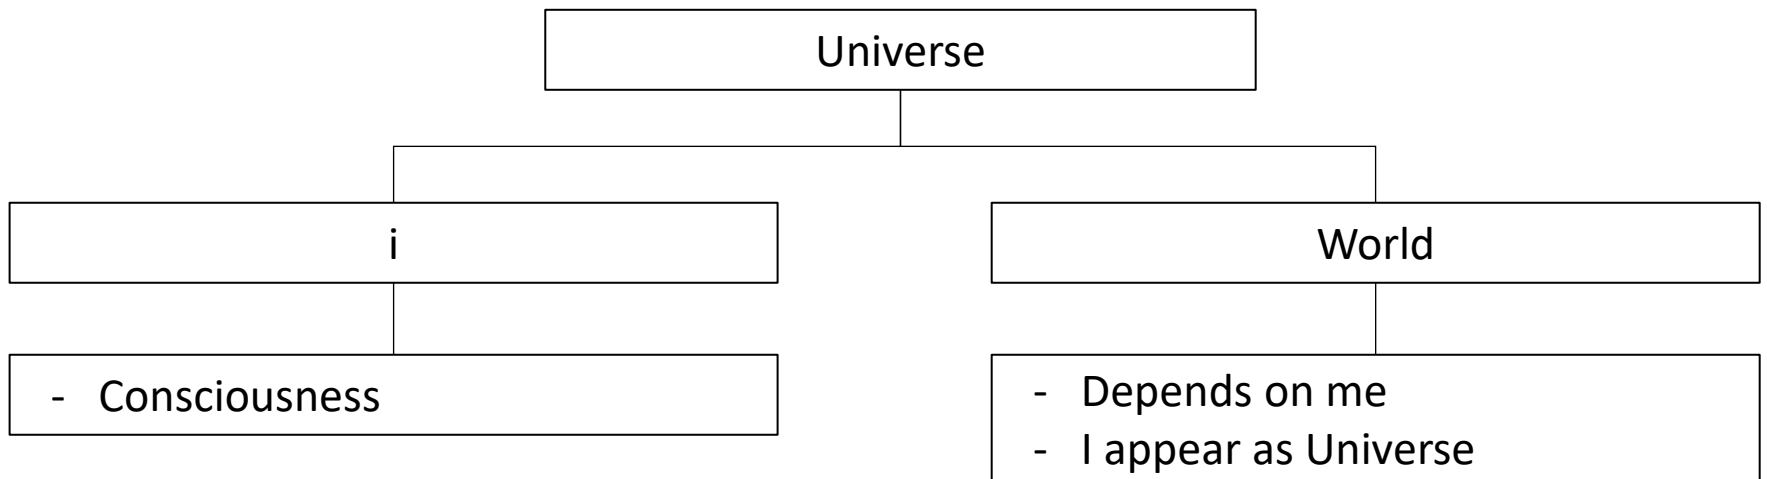 Universe
i
World
- Consciousness
- Depends on me
- I appear as Universe